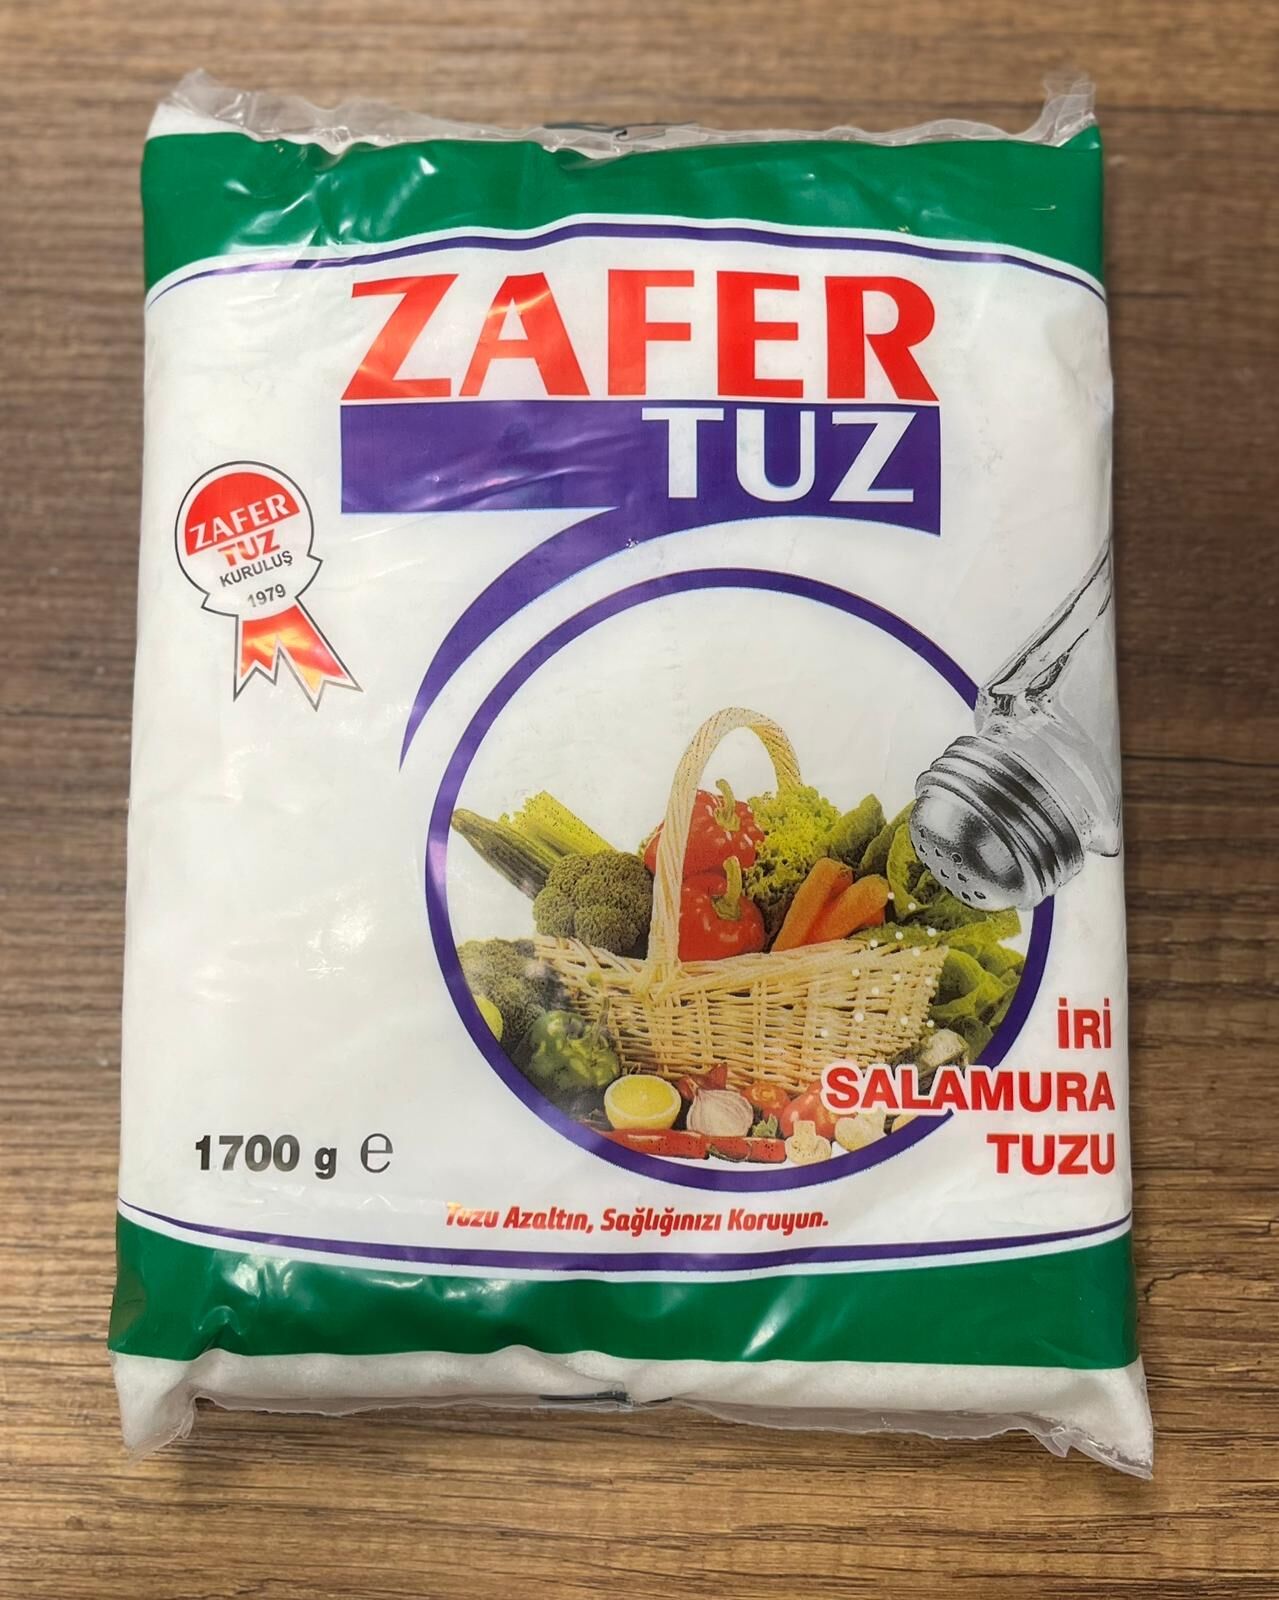 ZAFER
TUZ
ZAFER
TUZ
KURULUŞ
1979
İRİ
SALAMURA
TUZU
1700 g e
Tuzu Azaltın, Sağlığınızı Koruyun.